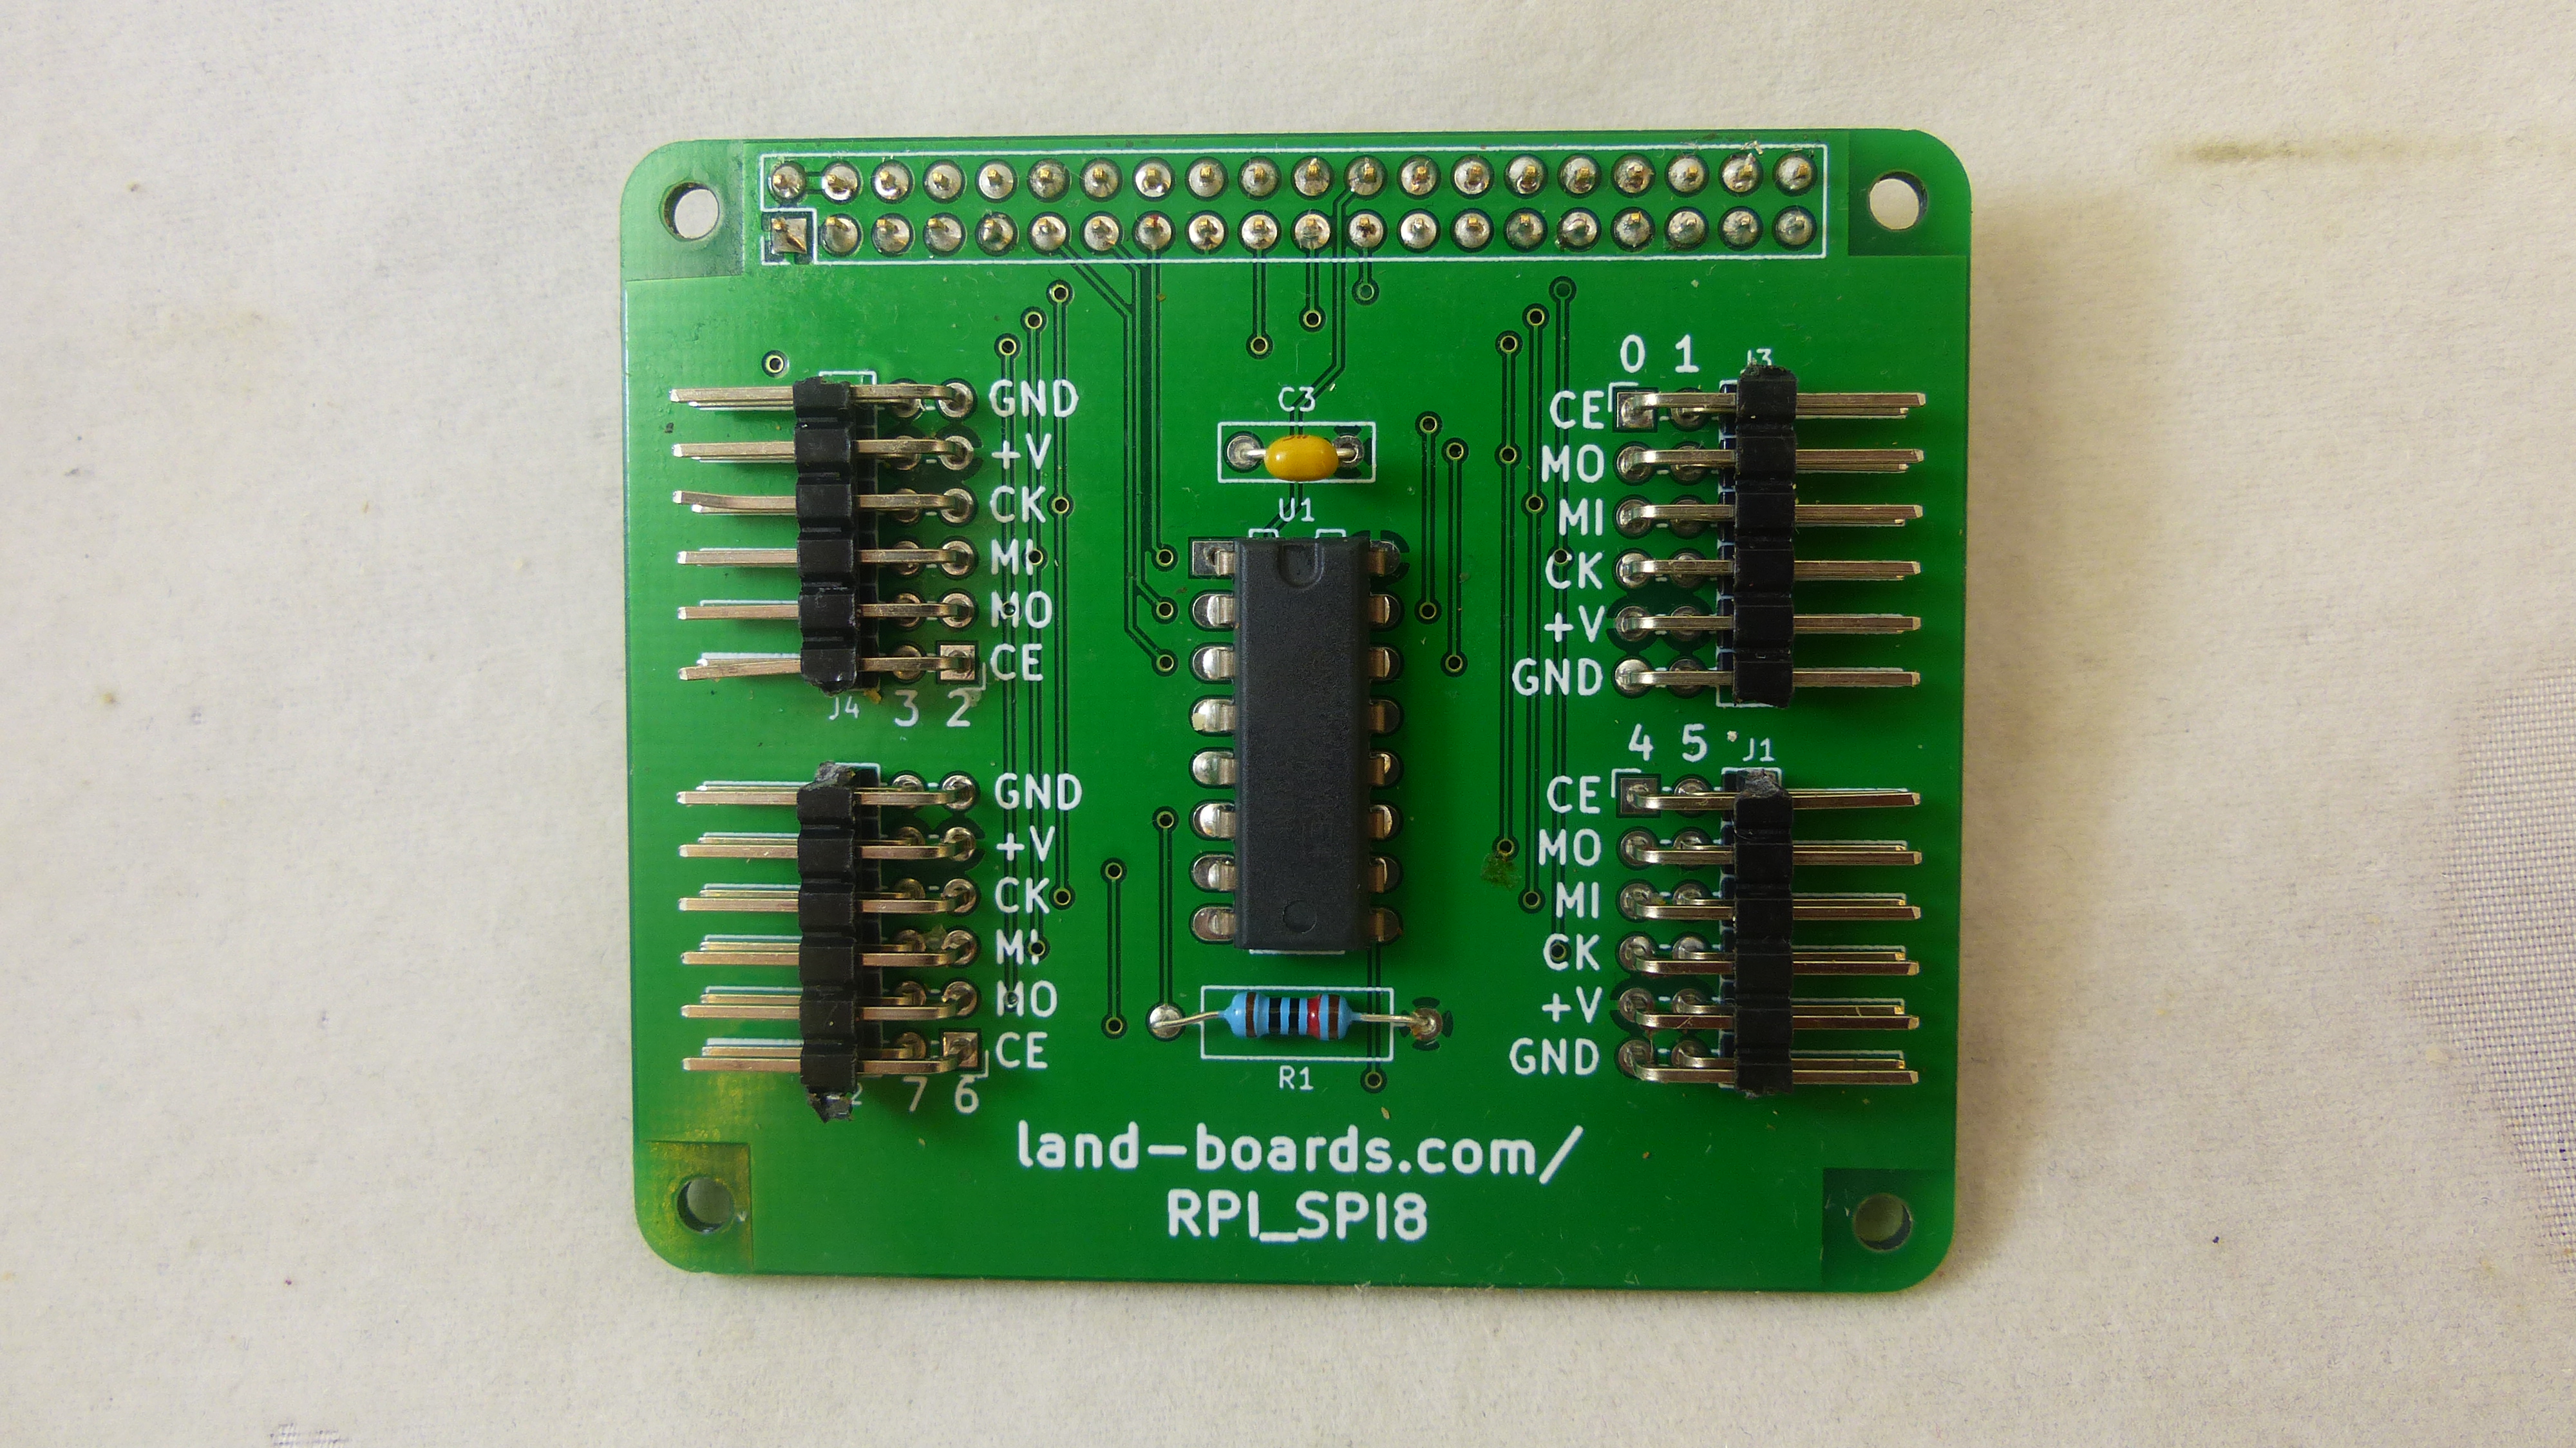 0 1 J3
GND
+V
CK
MI
MO
CE
J4 3 2
C3
U1
CE
MO
MI
CK
+V
GND
4 5 J1
GND
+V
CK
MI
MO
CE
2 7 6
CE
MO
MI
CK
+V
GND
R1
land-boards.com/
RPI_SPI8